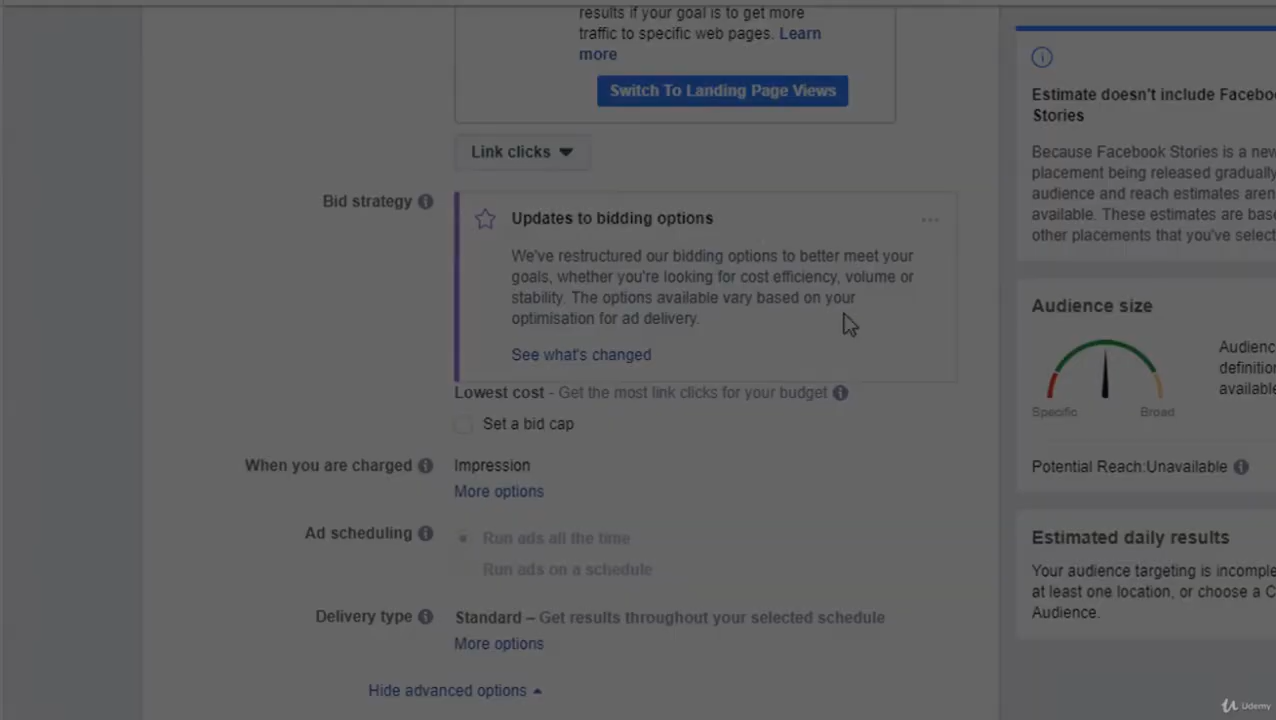 results if your goal is to get more
traffic to specific web pages. Learn
more
Switch To Landing Page Views
Link clicks
Bid strategy
Updates to bidding options
We've restructured our bidding options to better meet your
goals, whether you're looking for cost efficiency, volume or
stability. The options available vary based on your
optimisation for ad delivery.
See what's changed
Lowest cost - Get the most link clicks for your budget
Set a bid cap
When you are charged
Impression
More options
Ad scheduling
Run ads all the time
Run ads on a schedule
Delivery type
Standard – Get results throughout your selected schedule
More options
Hide advanced options
Estimate doesn't include Facebo
Stories
Because Facebook Stories is a new
placement being released gradually
audience and reach estimates aren
available. These estimates are base
other placements that you've select
Audience size
Specific
Broad
Audienc
definitio
available
Potential Reach:Unavailable
Estimated daily results
Your audience targeting is incomple
at least one location, or choose a C
Audience.
Udemy